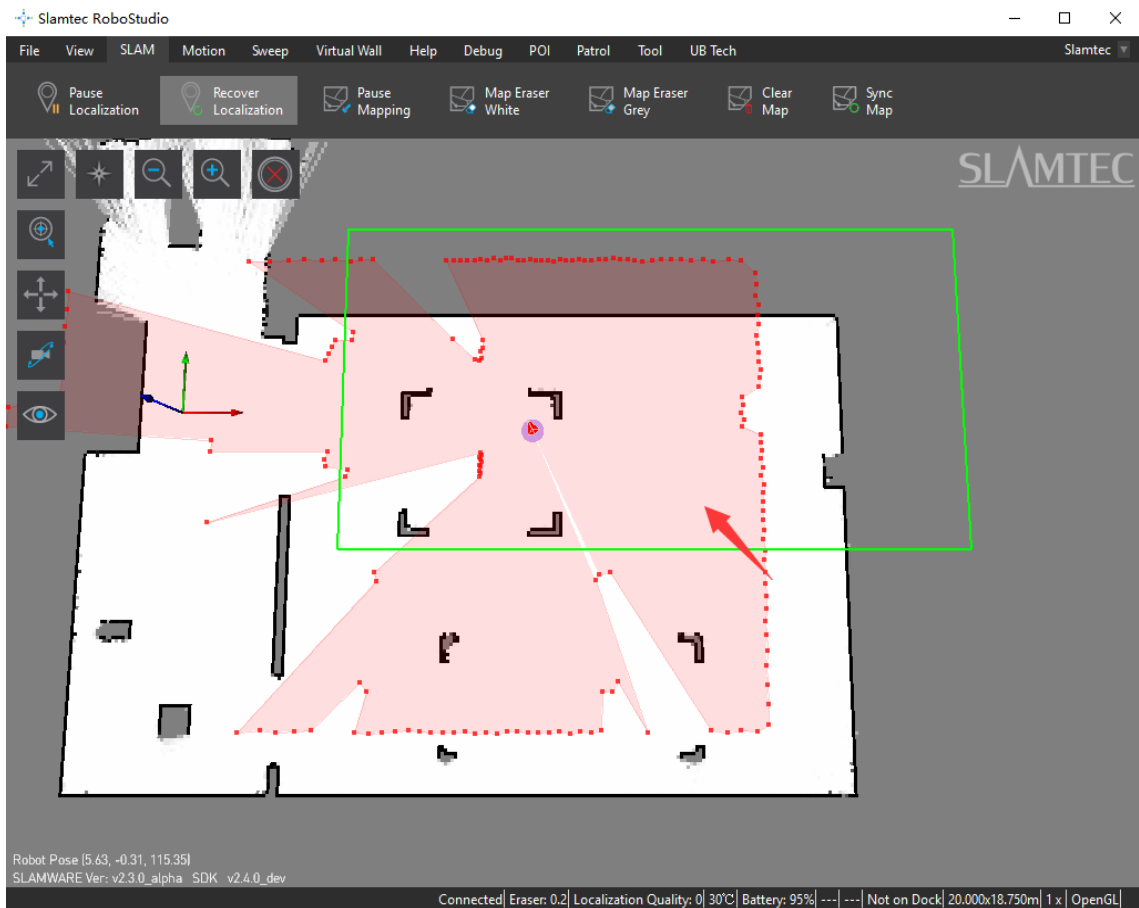 Slamtec RoboStudio
File View SLAM Motion Sweep Virtual Wall Help Debug POI Patrol Tool UB Tech Slamtec
Pause Localization
Recover Localization
Pause Mapping
Map Eraser White
Map Eraser Grey
Clear Map
Sync Map
SLAMTEC
Robot Pose (5.63, -0.31, 115.35)
SLAMWARE Ver: v2.3.0_alpha SDK v2.4.0_dev
Connected| Eraser: 0.2| Localization Quality: 0| 30℃| Battery: 95%| ---| ---| Not on Dock| 20.000x18.750m| 1 x| OpenGL|